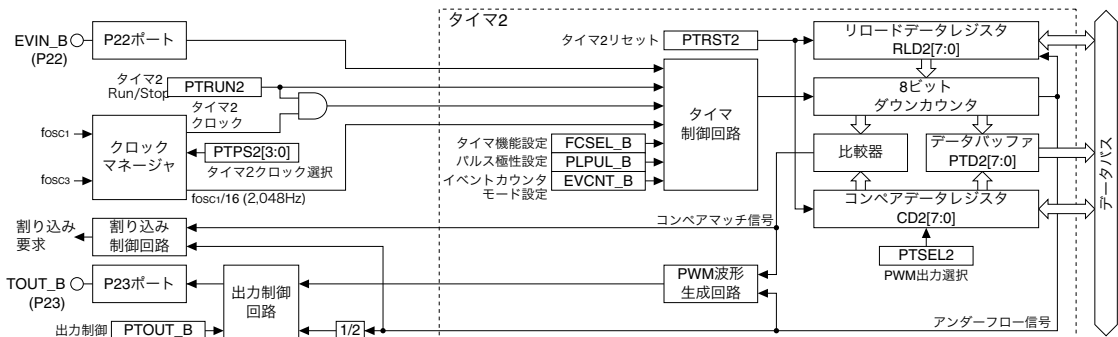 タイマ2
EVIN_B
(P22)
P22ポート
タイマ2リセット
PTRST2
リロードデータレジスタ
RLD2[7:0]
タイマ2
Run/Stop
PTRUN2
タイマ2
クロック
タイマ
制御回路
8ビット
ダウンカウンタ
fOSC1
fOSC3
クロック
マネージャ
PTPS2[3:0]
タイマ2クロック選択
fOSC1/16 (2,048Hz)
タイマ機能設定
FCSEL_B
パルス極性設定
PLPUL_B
イベントカウンタ
モード設定
EVCNT_B
比較器
データバッファ
PTD2[7:0]
データバス
コンペアデータレジスタ
CD2[7:0]
割り込み
要求
割り込み
制御回路
コンペアマッチ信号
PTSEL2
PWM出力選択
TOUT_B
(P23)
P23ポート
出力制御
回路
PWM波形
生成回路
出力制御
PTOUT_B
1/2
アンダーフロー信号